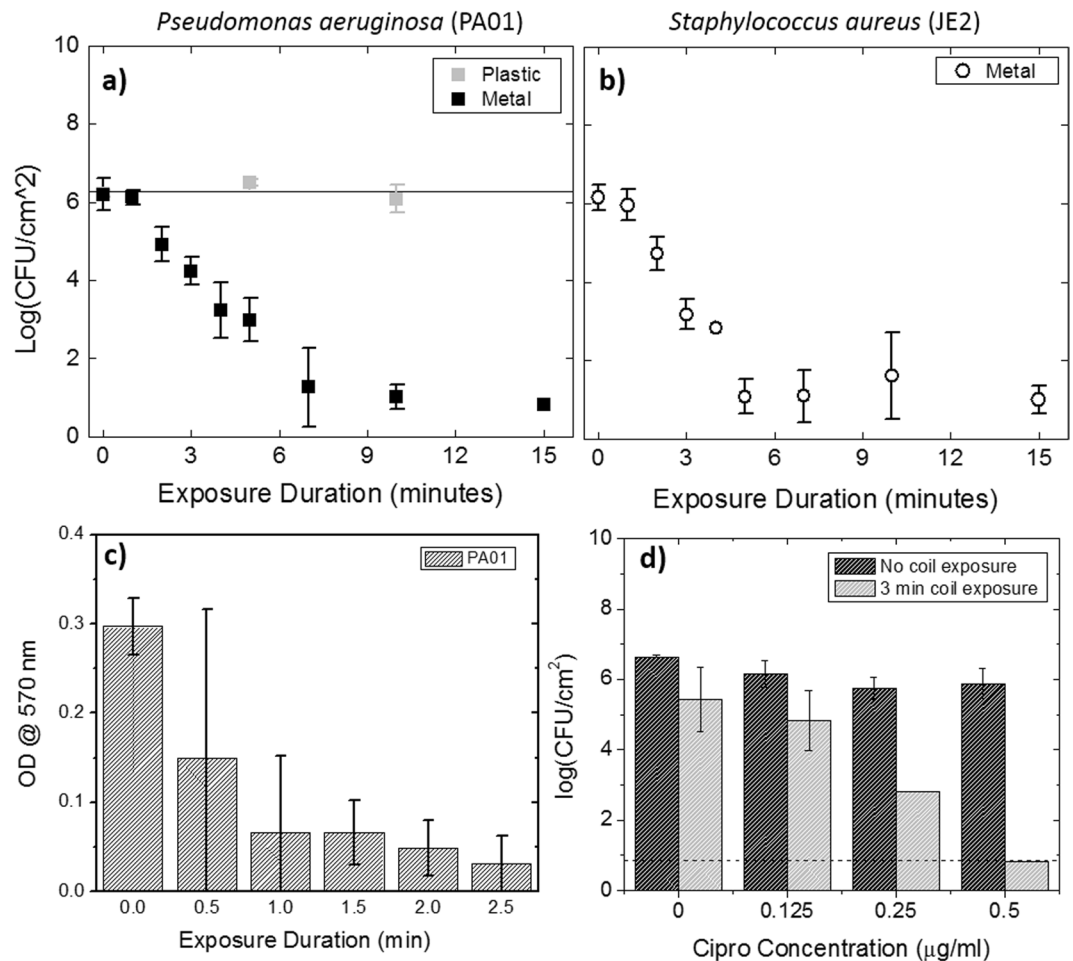 Pseudomonas aeruginosa (PA01)
Staphylococcus aureus (JE2)
a)
Plastic
Metal
Log(CFU/cm^2)
10
8
6
4
2
0
0 3 6 9 12 15
Exposure Duration (minutes)
b)
Metal
0 3 6 9 12 15
Exposure Duration (minutes)
c)
PA01
OD @ 570 nm
0.4
0.3
0.2
0.1
0.0
0.0 0.5 1.0 1.5 2.0 2.5
Exposure Duration (min)
d)
No coil exposure
3 min coil exposure
log(CFU/cm²)
10
8
6
4
2
0
0 0.125 0.25 0.5
Cipro Concentration (μg/ml)